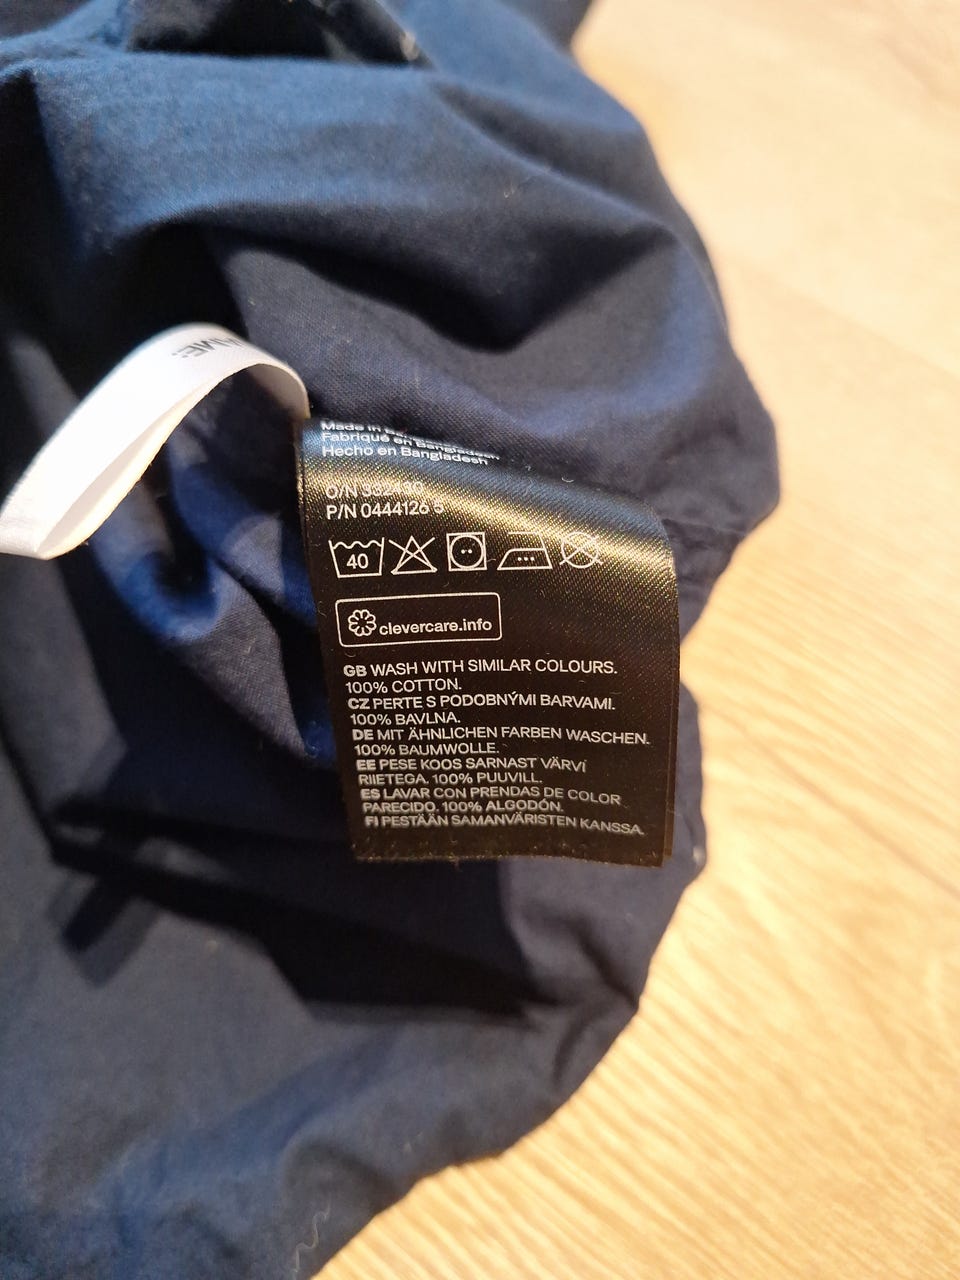 AME:
Made in
Fabriqué en Bangladesh
Hecho en Bangladesh
O/N
P/N 0444126 5
40
clevercare.info
GB WASH WITH SIMILAR COLOURS.
100% COTTON.
CZ PERTE S PODOBNÝMI BARVAMI.
100% BAVLNA.
DE MIT ÄHNLICHEN FARBEN WASCHEN.
100% BAUMWOLLE.
EE PESE KOOS SARNAST VÄRVI
RIIETEGA. 100% PUUVILL.
ES LAVAR CON PRENDAS DE COLOR
PARECIDO. 100% ALGODÓN.
FI PESTÄÄN SAMANVÄRISTEN KANSSA.